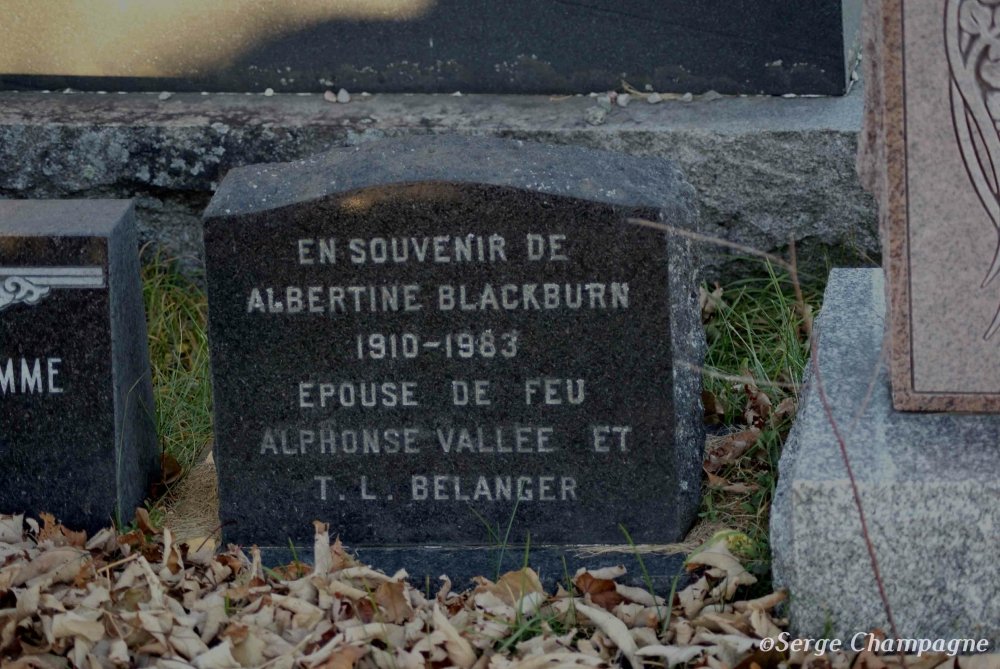 EN SOUVENIR DE
ALBERTINE BLACKBURN
1910-1983
EPOUSE DE FEU
ALPHONSE VALLEE ET
T. L. BELANGER
MME
©Serge Champagne